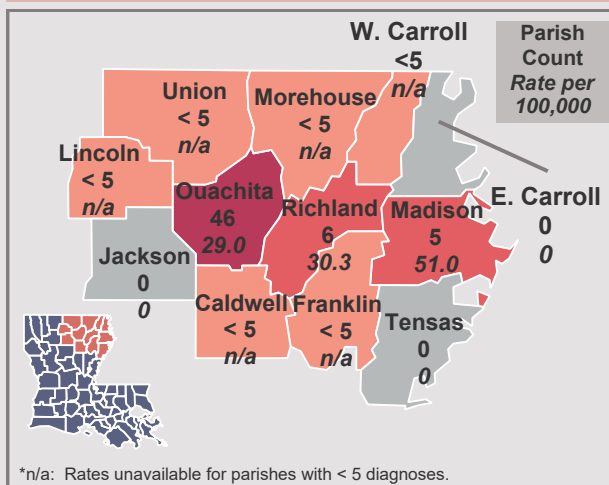 W. Carroll
<5
n/a
Parish
Count
Rate per
100,000
Union
< 5
n/a
Morehouse
< 5
n/a
Lincoln
< 5
n/a
Ouachita
46
29.0
Richland
6
30.3
Madison
5
51.0
E. Carroll
0
0
Jackson
0
0
Caldwell
< 5
n/a
Franklin
< 5
n/a
Tensas
0
0
*n/a: Rates unavailable for parishes with < 5 diagnoses.